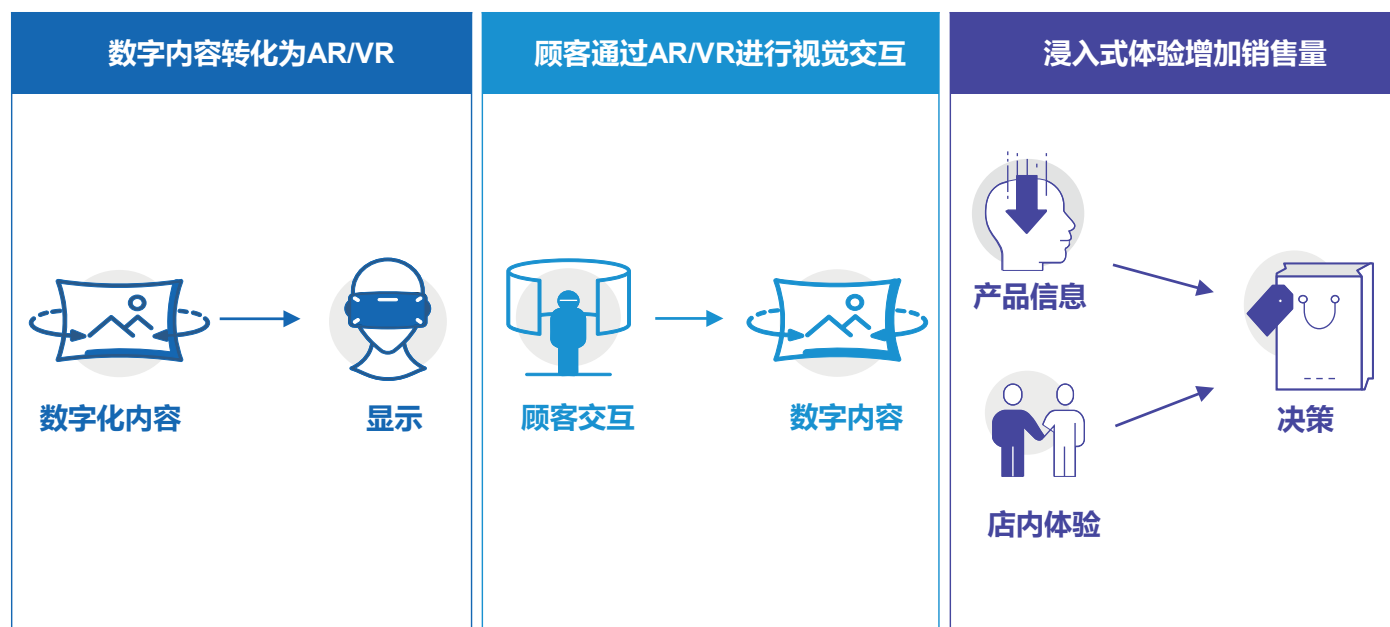 数字内容转化为AR/VR
顾客通过AR/VR进行视觉交互
浸入式体验增加销售量
数字化内容
显示
顾客交互
数字内容
产品信息
店内体验
决策